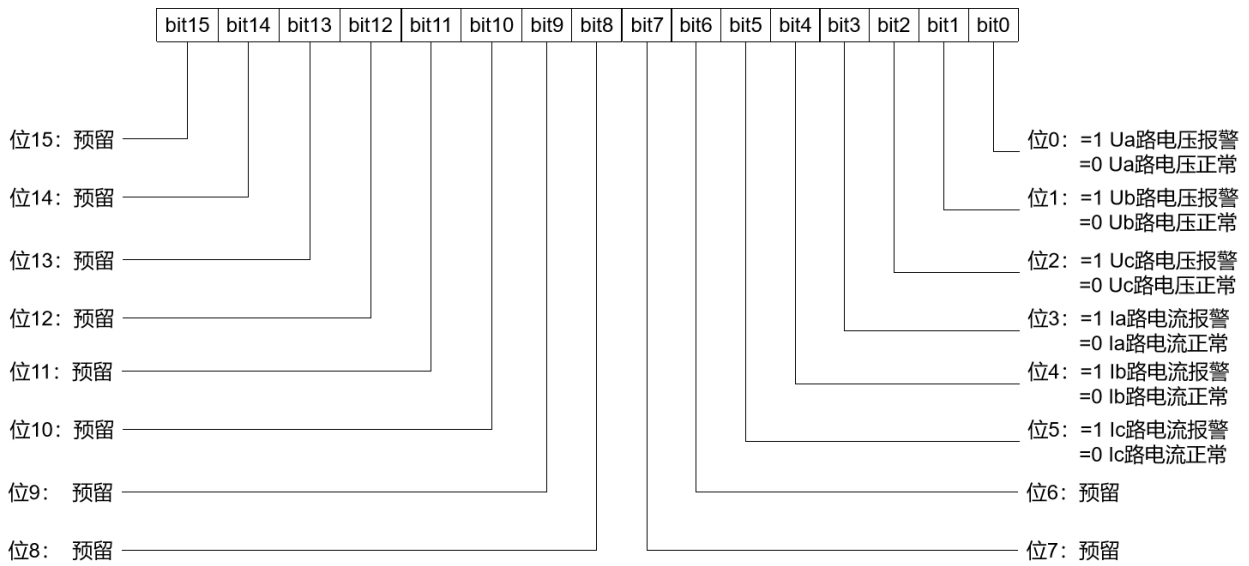 bit15 bit14 bit13 bit12 bit11 bit10 bit9 bit8 bit7 bit6 bit5 bit4 bit3 bit2 bit1 bit0
位15：预留
位14：预留
位13：预留
位12：预留
位11：预留
位10：预留
位9： 预留
位8： 预留
位0：=1 Ua路电压报警
=0 Ua路电压正常
位1：=1 Ub路电压报警
=0 Ub路电压正常
位2：=1 Uc路电压报警
=0 Uc路电压正常
位3：=1 Ia路电流报警
=0 Ia路电流正常
位4：=1 Ib路电流报警
=0 Ib路电流正常
位5：=1 Ic路电流报警
=0 Ic路电流正常
位6：预留
位7：预留